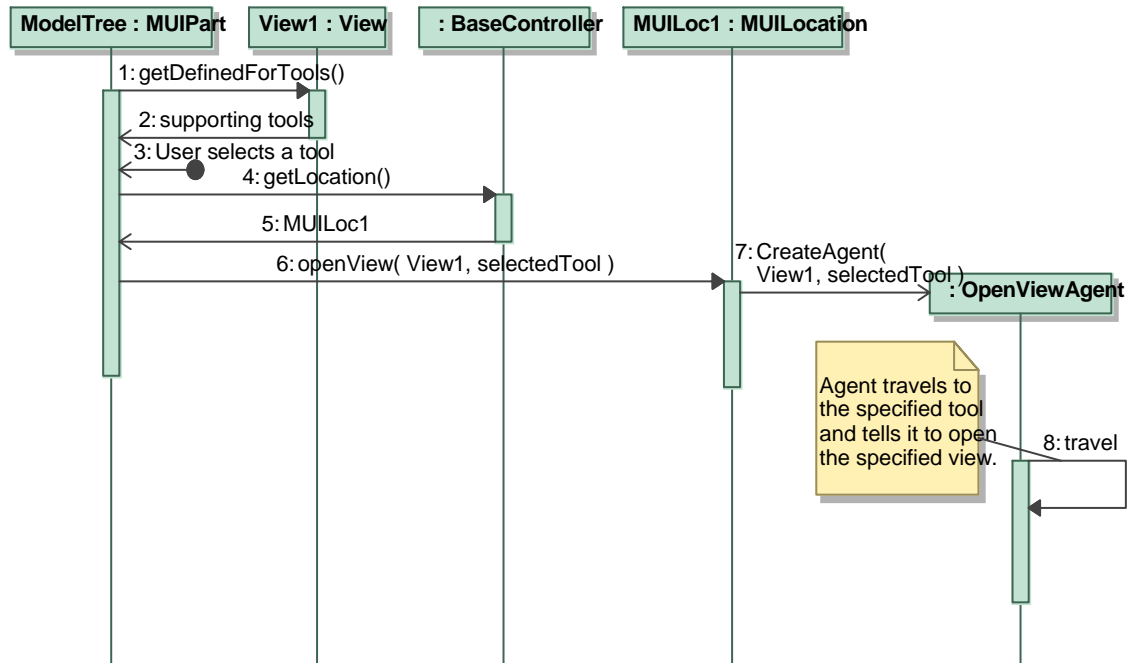 ModelTree : MUIPart
View1 : View
: BaseController
MUILoc1 : MUILocation
1: getDefinedForTools()
2: supporting tools
3: User selects a tool
4: getLocation()
5: MUILoc1
6: openView( View1, selectedTool )
7: CreateAgent(
View1, selectedTool )
: OpenViewAgent
Agent travels to
the specified tool
and tells it to open
the specified view.
8: travel